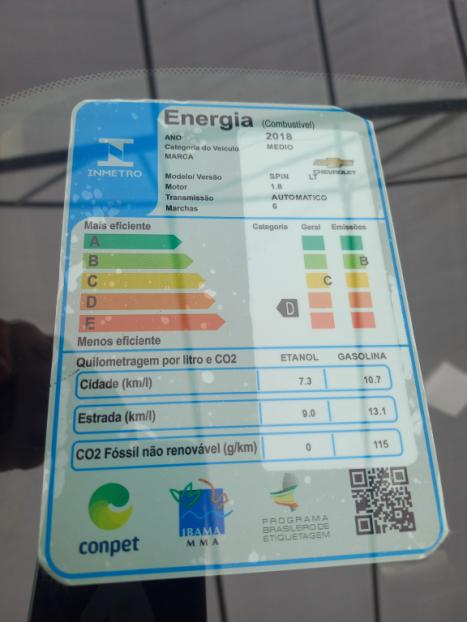 Energia (Combustível)
ANO 2018
Categoria do Veículo MEDIO
MARCA CHEVROLET
Modelo/ Versão SPIN LT
Motor 1.8
Transmissão AUTOMATICO
Marchas 6
INMETRO
Mais eficiente Categoria Geral Emissões
A
B B
C C
D D
E
Menos eficiente
Quilometragem por litro e CO2 ETANOL GASOLINA
Cidade (km/l) 7.3 10.7
Estrada (km/l) 9.0 13.1
CO2 Fóssil não renovável (g/km) 0 115
conpet
IBAMA
MMA
PROGRAMA
BRASILEIRO DE
ETIQUETAGEM